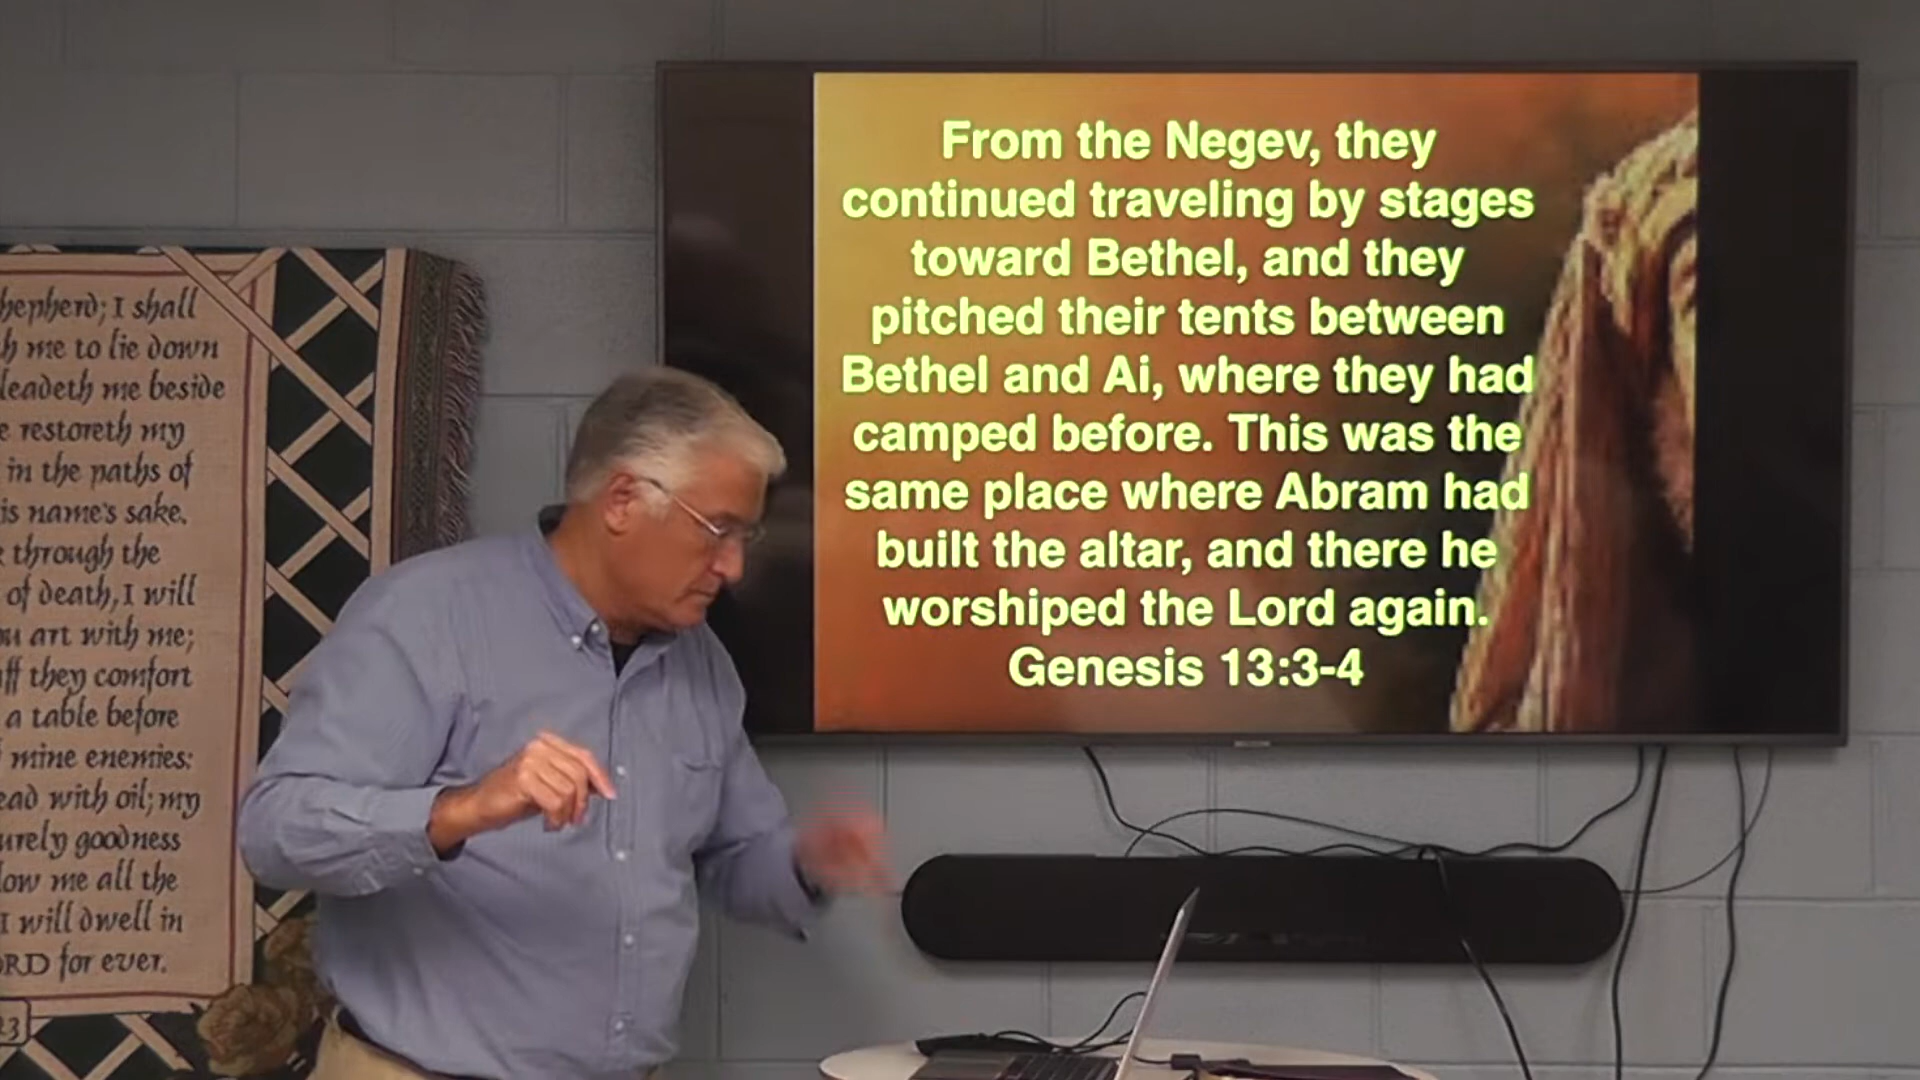 From the Negev, they
continued traveling by stages
toward Bethel, and they
pitched their tents between
Bethel and Ai, where they had
camped before. This was the
same place where Abram had
built the altar, and there he
worshiped the Lord again.
Genesis 13:3-4
hepherd; I shall
me to lie down
leadeth me beside
restoreth my
in the paths of
is name's sake.
through the
of death, I will
art with me;
they comfort
a table before
mine enemies:
with oil; my
goodness
me all the
I will dwell in
ORD for ever.
23